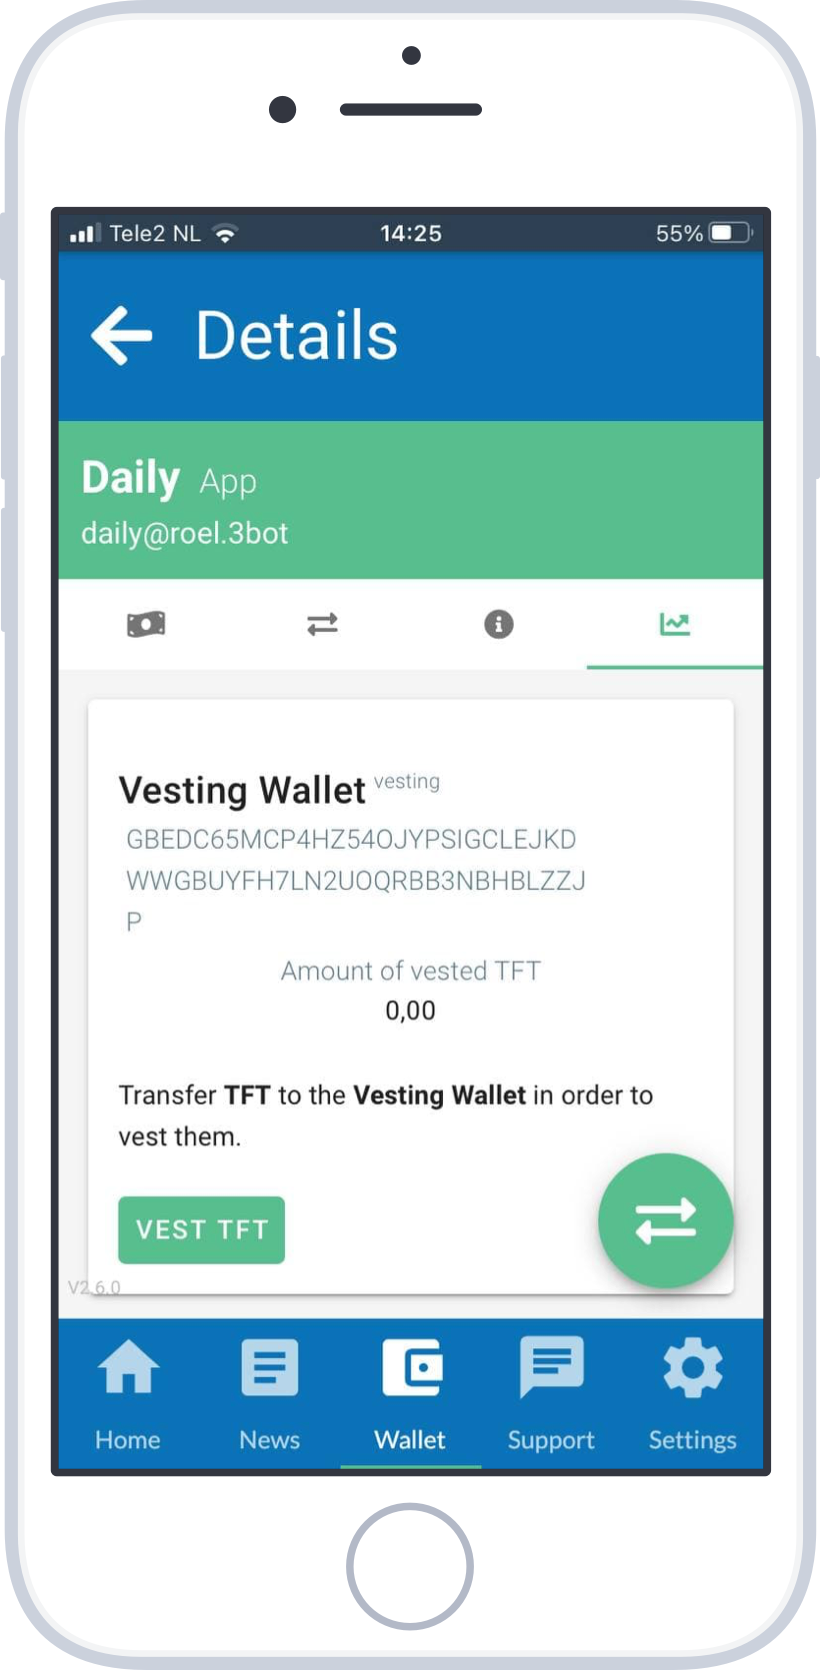 Tele2 NL 14:25 55%
Details
Daily App
daily@roel.3bot
Vesting Wallet vesting
GBEDC65MCP4HZ54OJYPSIGCLEJKD
WWGBUYFH7LN2UOQRBB3NBHBLZZJ
P
Amount of vested TFT
0,00
Transfer TFT to the Vesting Wallet in order to
vest them.
VEST TFT
V2.6.0
Home News Wallet Support Settings